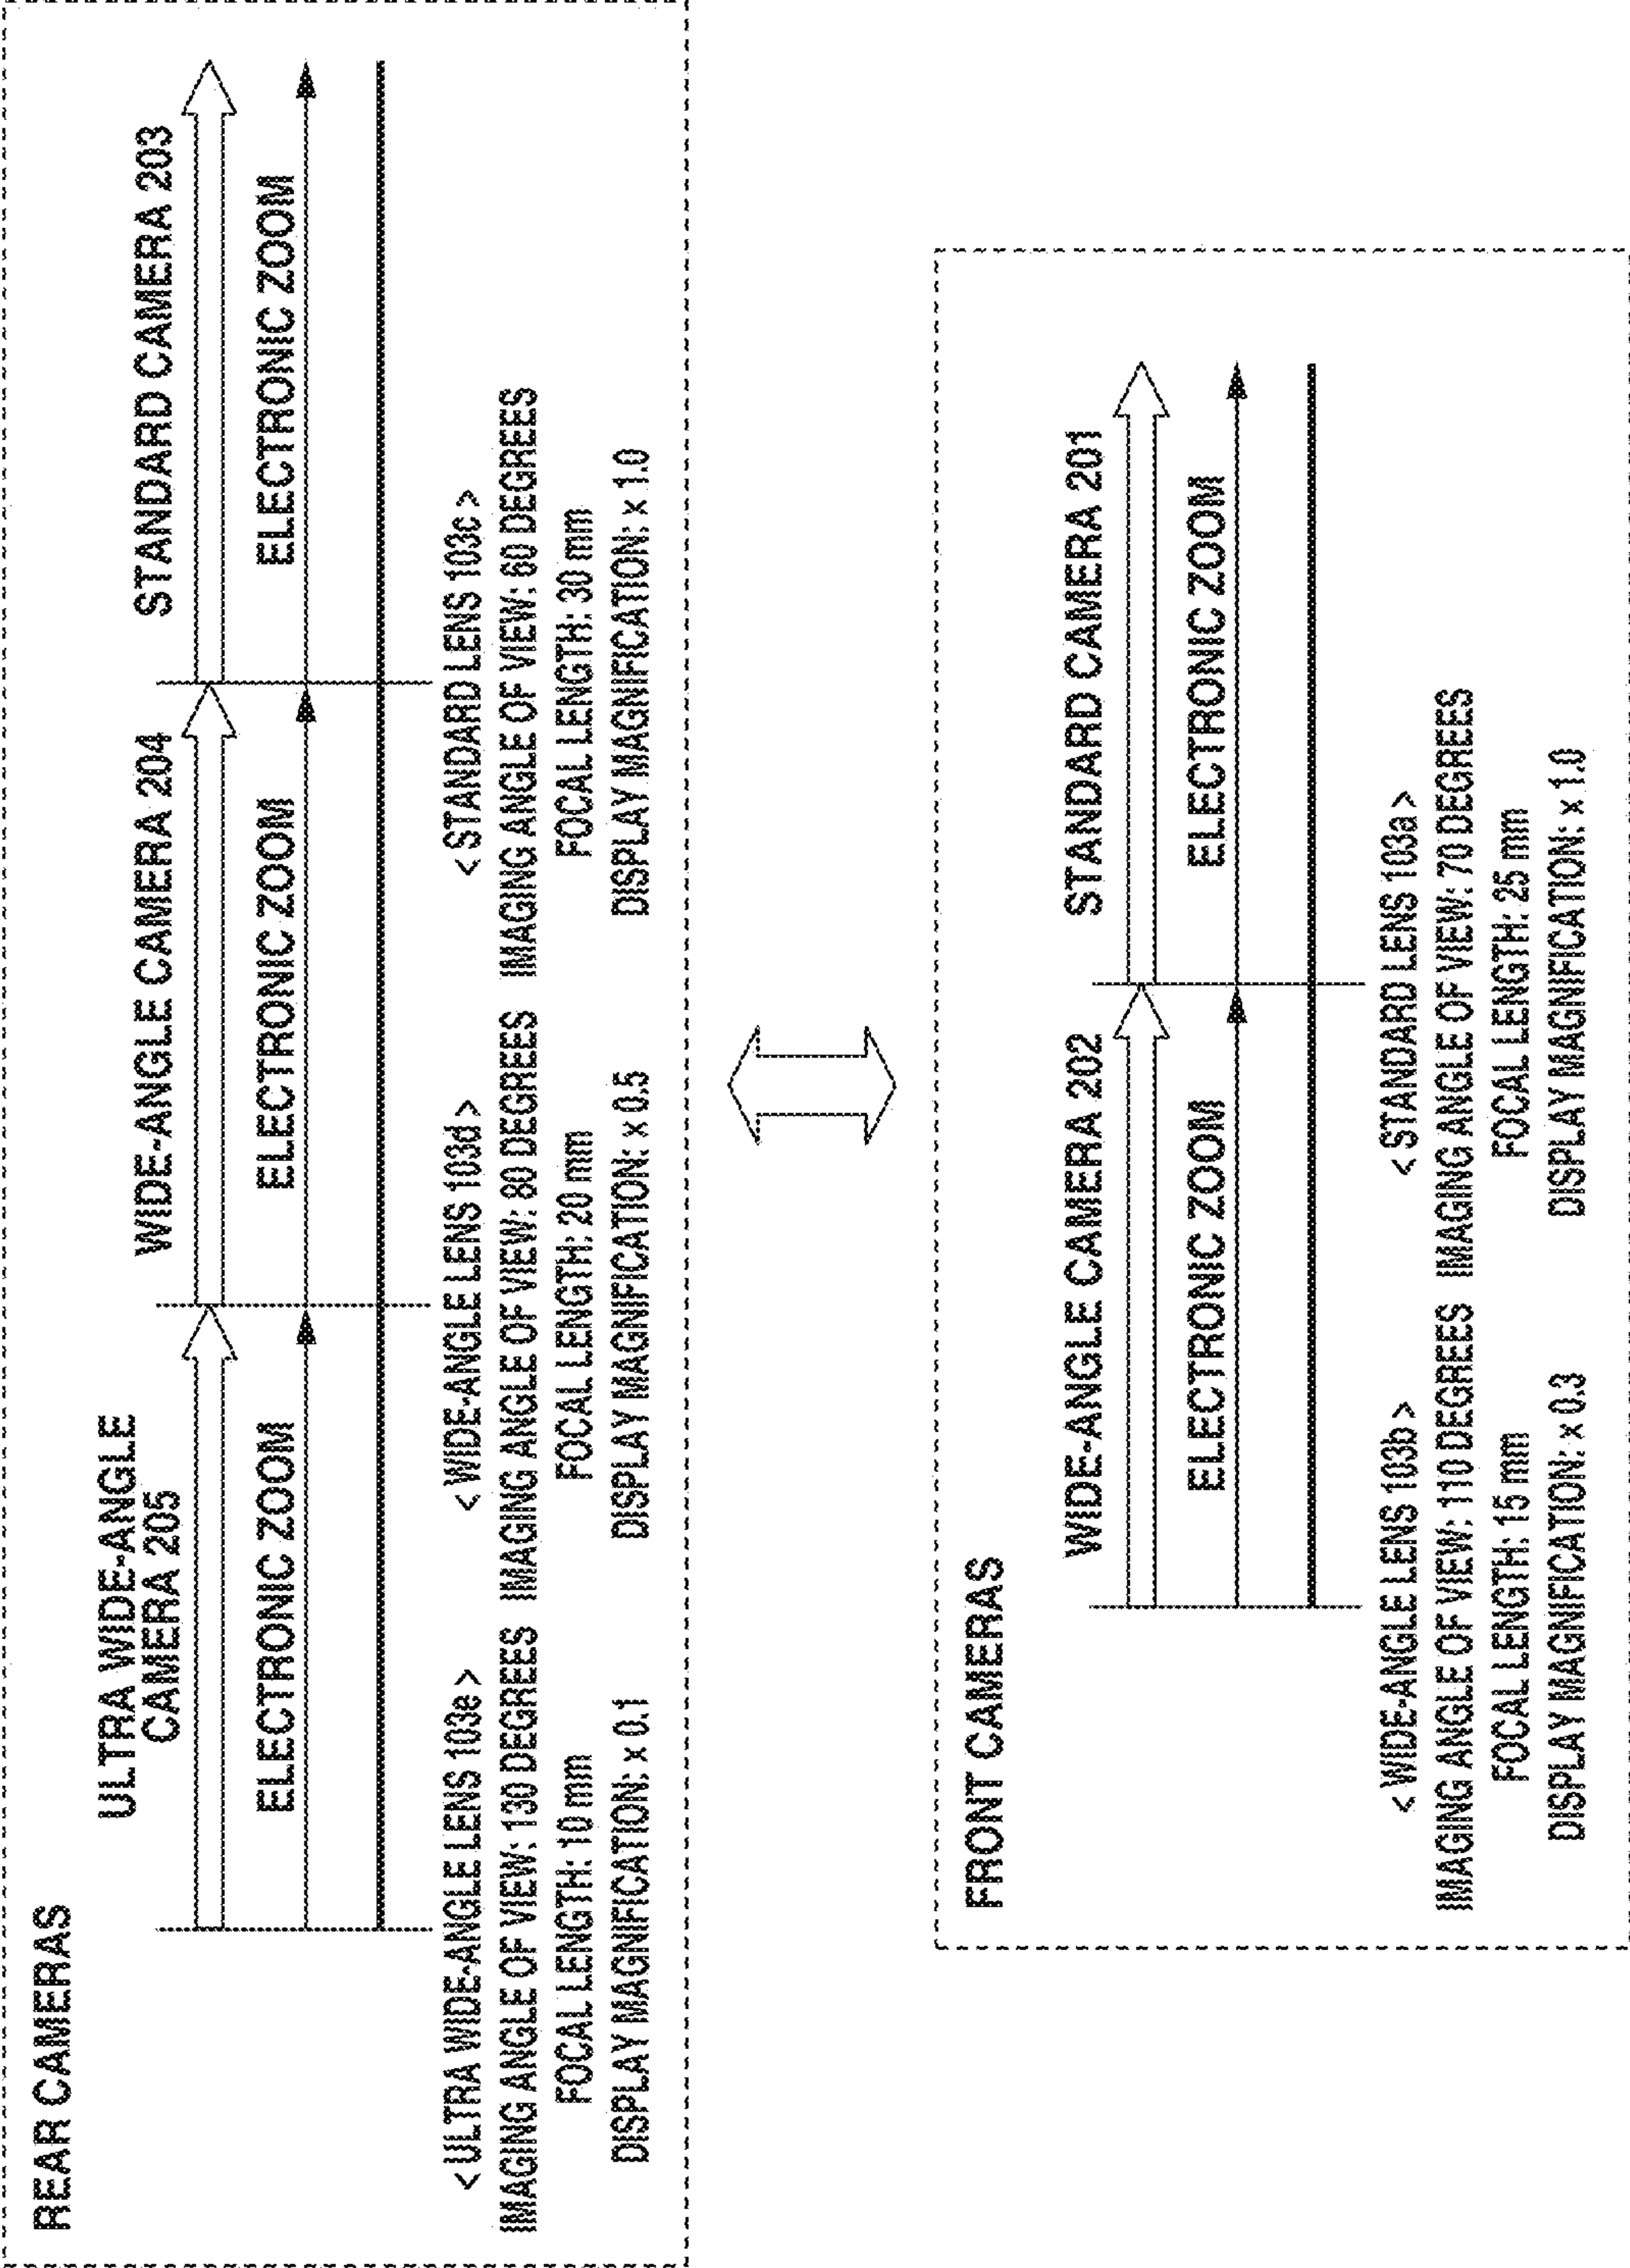 REAR CAMERAS
ULTRA WIDE-ANGLE
CAMERA 205
WIDE-ANGLE CAMERA 204
STANDARD CAMERA 203
ELECTRONIC ZOOM
ELECTRONIC ZOOM
ELECTRONIC ZOOM
<ULTRA WIDE-ANGLE LENS 103e>
IMAGING ANGLE OF VIEW: 130 DEGREES
FOCAL LENGTH: 10 mm
DISPLAY MAGNIFICATION: x 0.1
<WIDE-ANGLE LENS 103d>
IMAGING ANGLE OF VIEW: 80 DEGREES
FOCAL LENGTH: 20 mm
DISPLAY MAGNIFICATION: x 0.5
<STANDARD LENS 103c>
IMAGING ANGLE OF VIEW: 60 DEGREES
FOCAL LENGTH: 30 mm
DISPLAY MAGNIFICATION: x 1.0
FRONT CAMERAS
WIDE-ANGLE CAMERA 202
STANDARD CAMERA 201
ELECTRONIC ZOOM
ELECTRONIC ZOOM
<WIDE-ANGLE LENS 103b>
IMAGING ANGLE OF VIEW: 110 DEGREES
FOCAL LENGTH: 15 mm
DISPLAY MAGNIFICATION: x 0.3
<STANDARD LENS 103a>
IMAGING ANGLE OF VIEW: 70 DEGREES
FOCAL LENGTH: 25 mm
DISPLAY MAGNIFICATION: x 1.0